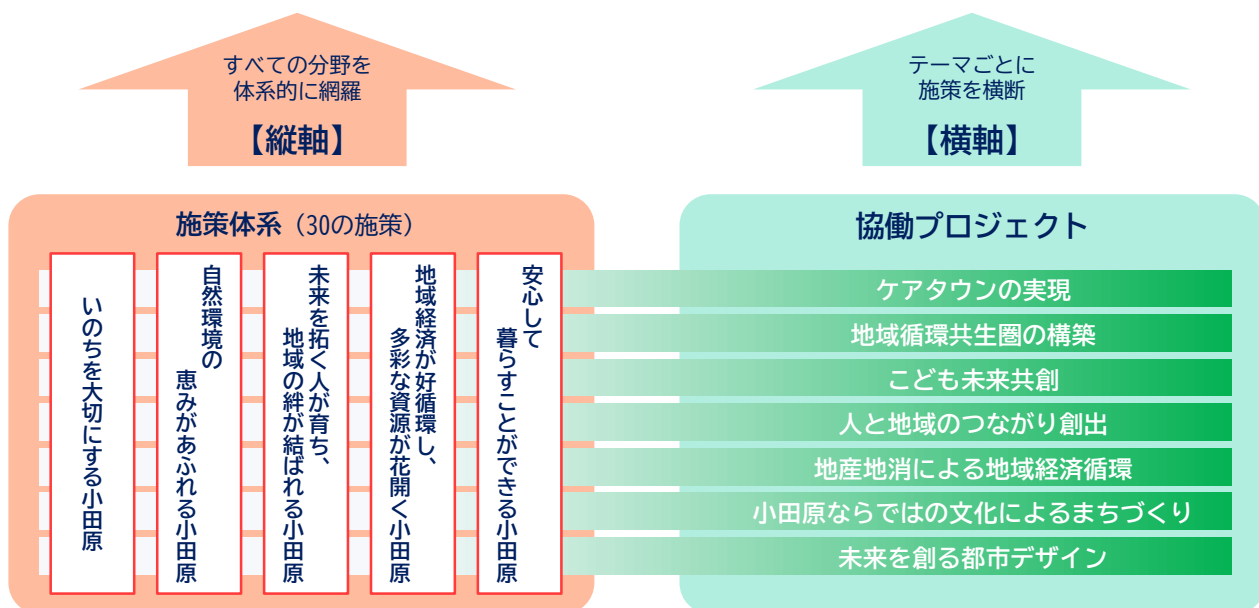 すべての分野を
体系的に網羅
【縦軸】
テーマごとに
施策を横断
【横軸】
施策体系（30の施策）
いのちを大切にする小田原
自然環境の
恵みがあふれる小田原
未来を拓く人が育ち、
地域の絆が結ばれる小田原
地域経済が好循環し、
多彩な資源が花開く小田原
安心して
暮らすことができる小田原
協働プロジェクト
ケアタウンの実現
地域循環共生圏の構築
こども未来共創
人と地域のつながり創出
地産地消による地域経済循環
小田原ならではの文化によるまちづくり
未来を創る都市デザイン